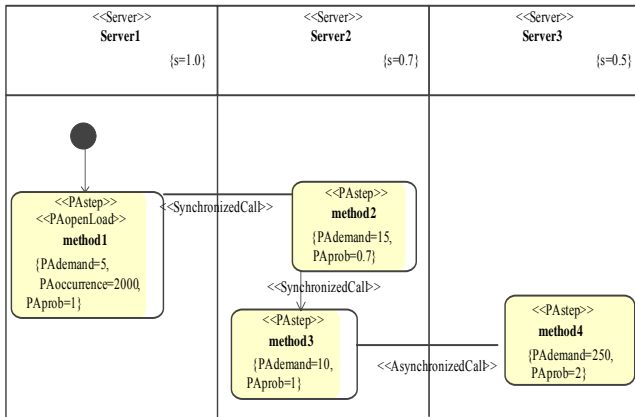 <<Server>>
Server1
{s=1.0}
<<Server>>
Server2
{s=0.7}
<<Server>>
Server3
{s=0.5}
<<PAstep>>
<<PAopenLoad>>
method1
{PAdemand=5,
PAoccurrence=2000,
PAprob=1}
<<SynchronizedCall>>
<<PAstep>>
method2
{PAdemand=15,
PAprob=0.7}
<<SynchronizedCall>>
<<PAstep>>
method3
{PAdemand=10,
PAprob=1}
<<AsynchronizedCall>>
<<PAstep>>
method4
{PAdemand=250,
PAprob=2}